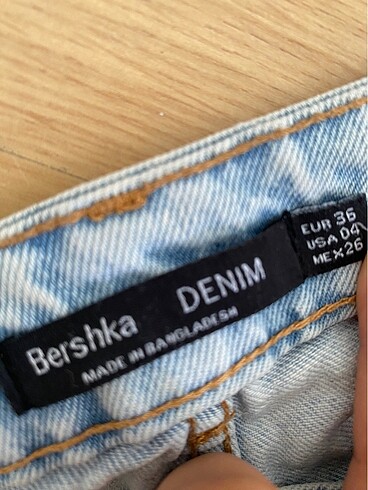 Bershka DENIM
MADE IN BANGLADESH
EUR 36
USA 04
MEX 26